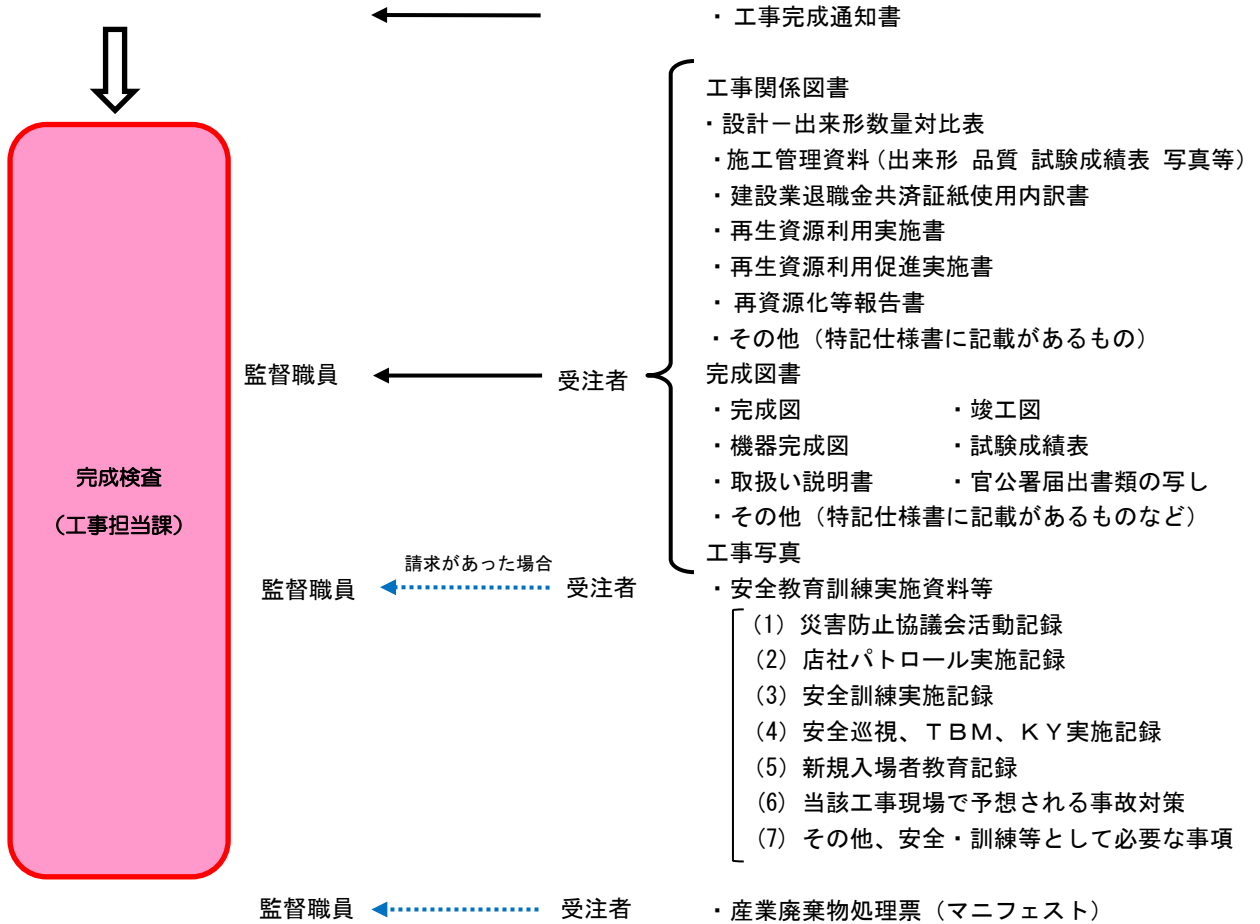 ・ 工事完成通知書
工事関係図書
・設計－出来形数量対比表
・施工管理資料（出来形 品質 試験成績表 写真等）
・建設業退職金共済証紙使用内訳書
・再生資源利用実施書
・再生資源利用促進実施書
・ 再資源化等報告書
・その他（特記仕様書に記載があるもの）
監督職員 受注者
完成図書
・完成図 ・竣工図
・機器完成図 ・試験成績表
・取扱い説明書 ・官公署届出書類の写し
・その他（特記仕様書に記載があるものなど）
完成検査
（工事担当課）
工事写真
請求があった場合
監督職員 受注者
・安全教育訓練実施資料等
（1）災害防止協議会活動記録
（2）店社パトロール実施記録
（3）安全訓練実施記録
（4）安全巡視、ＴＢＭ、ＫＹ実施記録
（5）新規入場者教育記録
（6）当該工事現場で予想される事故対策
（7）その他、安全・訓練等として必要な事項
監督職員 受注者 ・産業廃棄物処理票（マニフェスト）